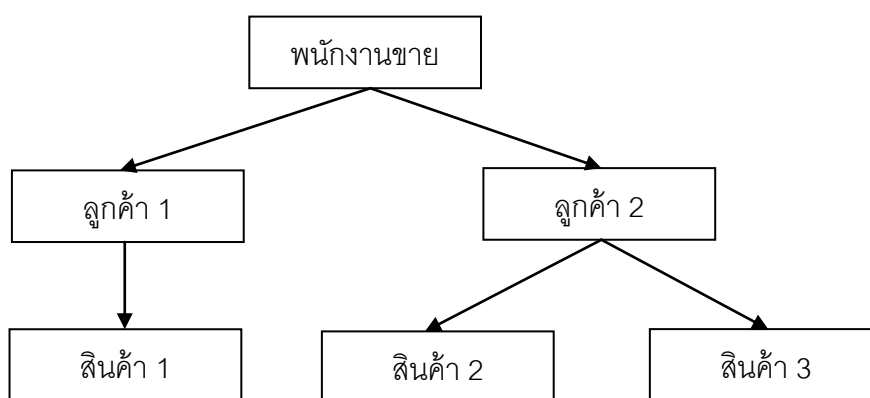 พนักงานขาย
ลูกค้า 1
ลูกค้า 2
สินค้า 1
สินค้า 2
สินค้า 3